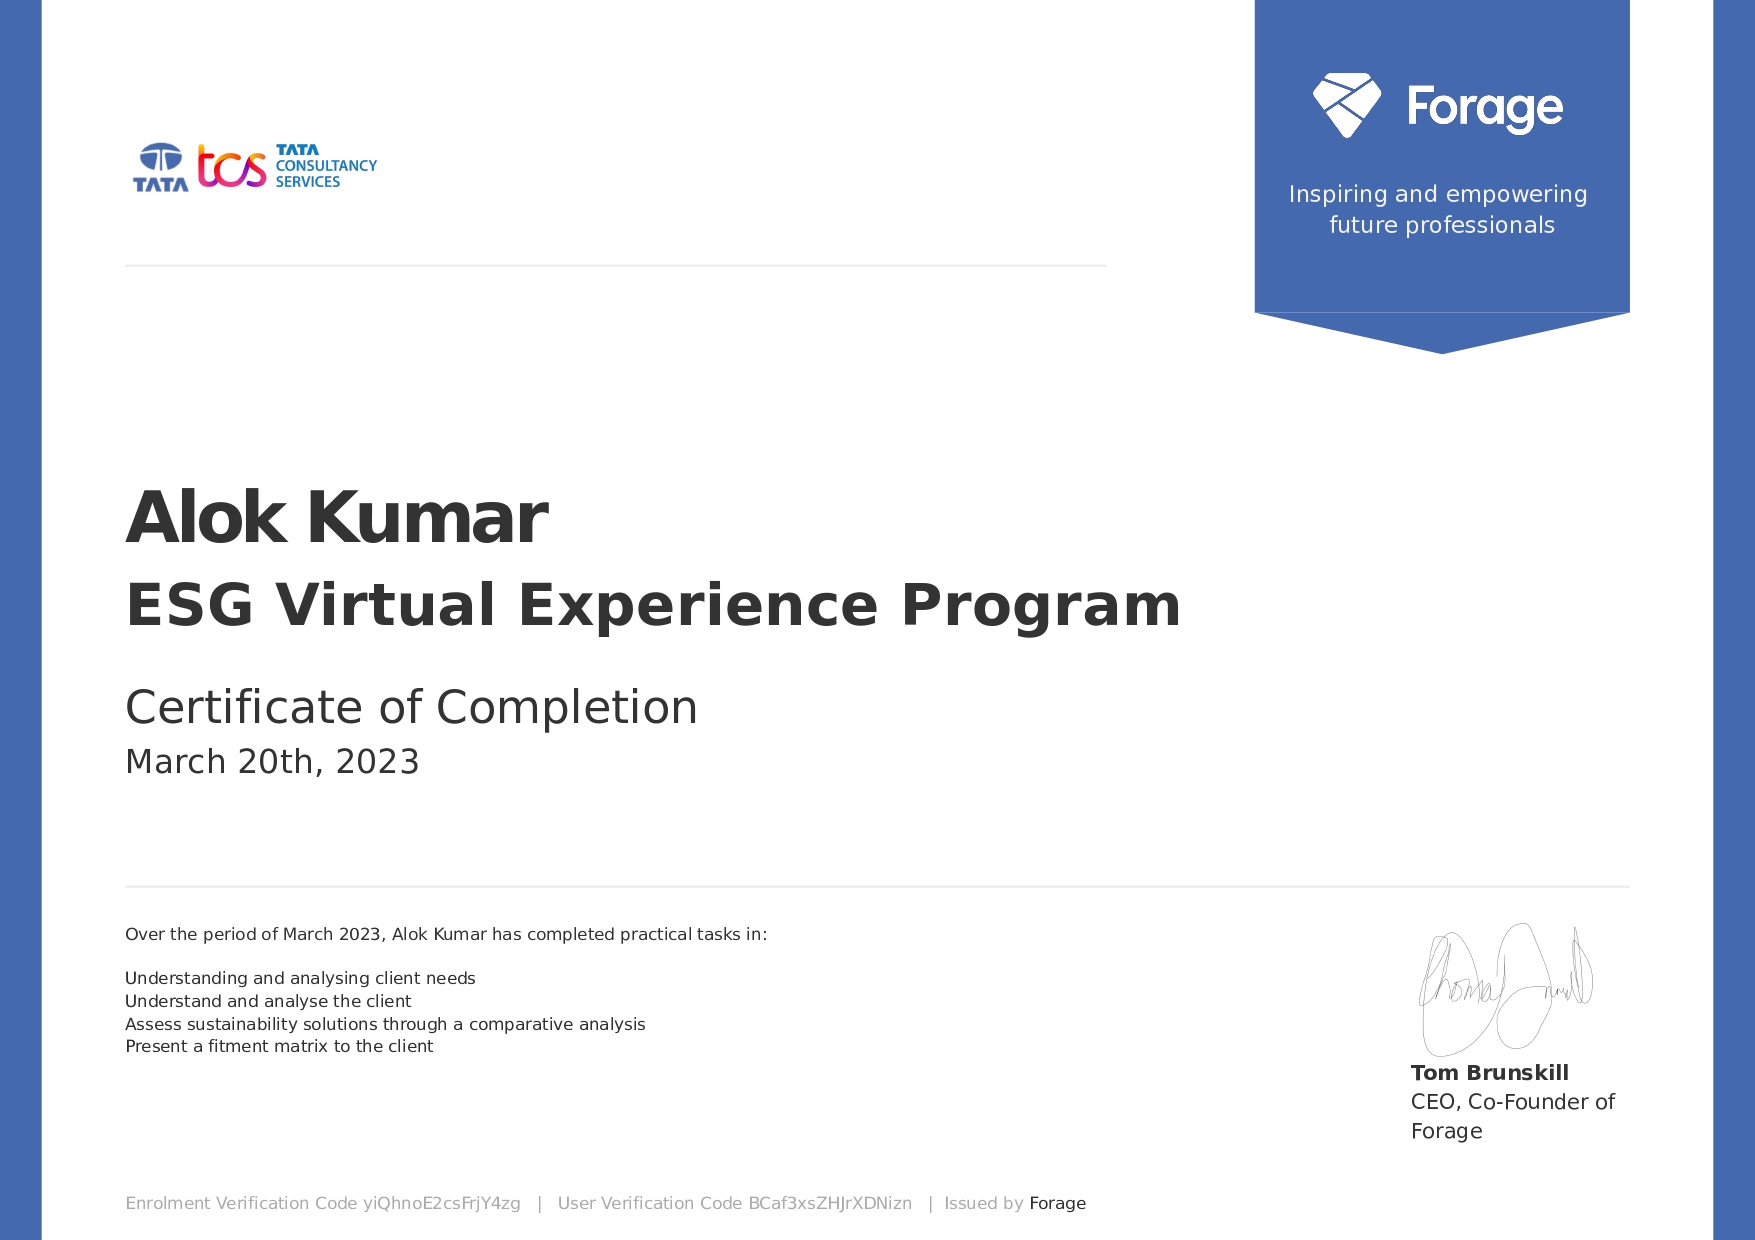 TATA
tcs
TATA
CONSULTANCY
SERVICES
Forage
Inspiring and empowering
future professionals
Alok Kumar
ESG Virtual Experience Program
Certificate of Completion
March 20th, 2023
Over the period of March 2023, Alok Kumar has completed practical tasks in:
Understanding and analysing client needs
Understand and analyse the client
Assess sustainability solutions through a comparative analysis
Present a fitment matrix to the client
Tom Brunskill
CEO, Co-Founder of
Forage
Enrolment Verification Code yiQhnoE2csFrjY4zg | User Verification Code BCaf3xsZHJrXDNizn | Issued by Forage